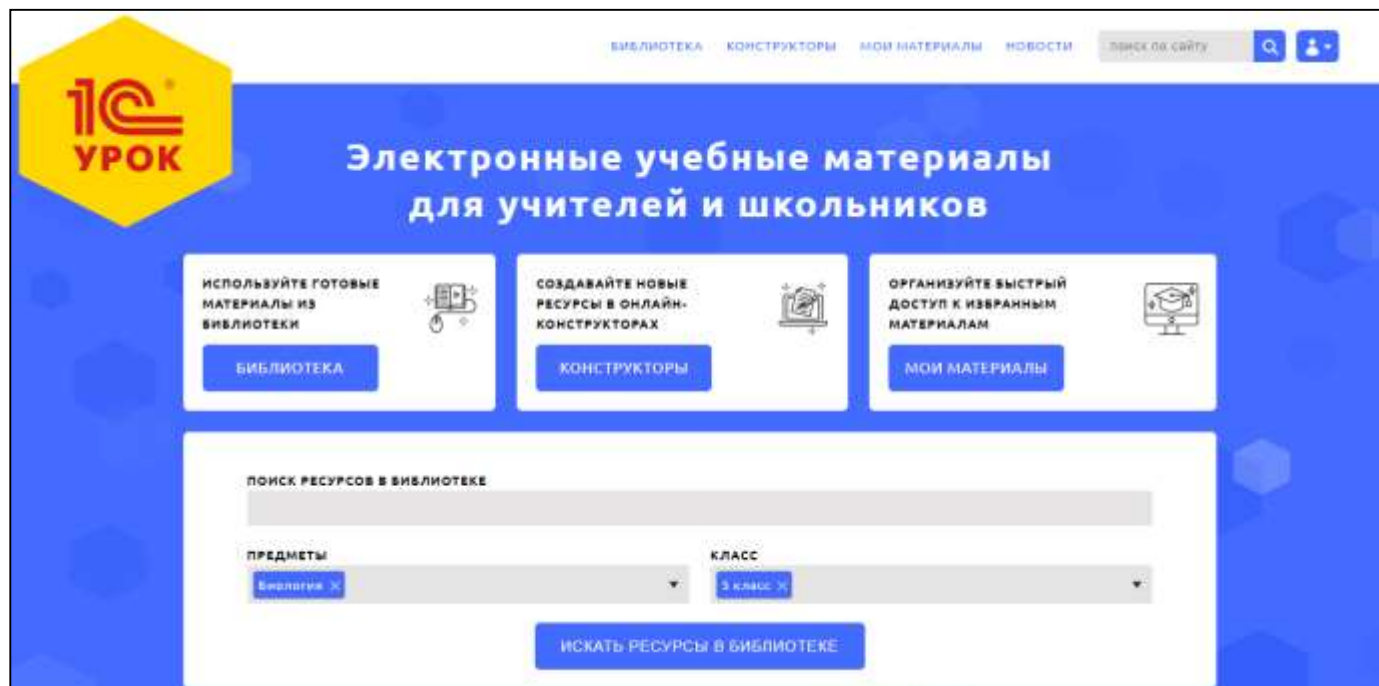 БИБЛИОТЕКА КОНСТРУКТОРЫ МОИ МАТЕРИАЛЫ НОВОСТИ поиск по сайту
1С
УРОК
Электронные учебные материалы
для учителей и школьников
ИСПОЛЬЗУЙТЕ ГОТОВЫЕ
МАТЕРИАЛЫ ИЗ
БИБЛИОТЕКИ
БИБЛИОТЕКА
СОЗДАВАЙТЕ НОВЫЕ
РЕСУРСЫ В ОНЛАЙН-
КОНСТРУКТОРАХ
КОНСТРУКТОРЫ
ОРГАНИЗУЙТЕ БЫСТРЫЙ
ДОСТУП К ИЗБРАННЫМ
МАТЕРИАЛАМ
МОИ МАТЕРИАЛЫ
ПОИСК РЕСУРСОВ В БИБЛИОТЕКЕ
ПРЕДМЕТЫ
Биология ×
КЛАСС
5 класс ×
ИСКАТЬ РЕСУРСЫ В БИБЛИОТЕКЕ